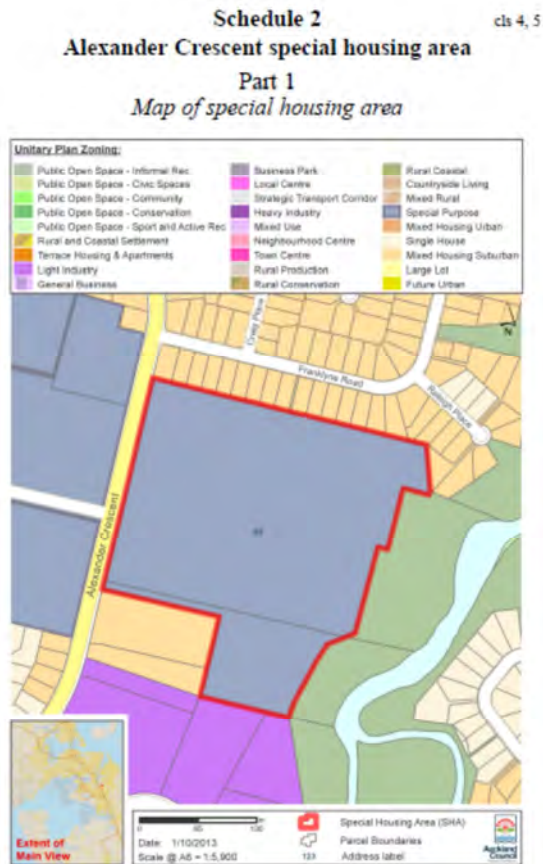 Schedule 2
cls 4, 5
Alexander Crescent special housing area
Part 1
Map of special housing area
Unitary Plan Zoning:
Public Open Space - Informal Rec
Public Open Space - Civic Spaces
Public Open Space - Community
Public Open Space - Conservation
Public Open Space - Sport and Active Rec
Rural and Coastal Settlement
Terrace Housing & Apartments
Light Industry
General Business
Business Park
Local Centre
Strategic Transport Corridor
Heavy Industry
Mixed Use
Neighbourhood Centre
Town Centre
Rural Production
Rural Conservation
Rural Coastal
Countryside Living
Mixed Rural
Special Purpose
Mixed Housing Urban
Single House
Mixed Housing Suburban
Large Lot
Future Urban
N
Craig Place
Franklyne Road
Raleigh Place
Alexander Crescent
Extent of
Main View
0
Date: 1/10/2013
Scale @ A6 = 1:5,900
Special Housing Area (SHA)
Parcel Boundaries
123 Address label
Auckland
Council